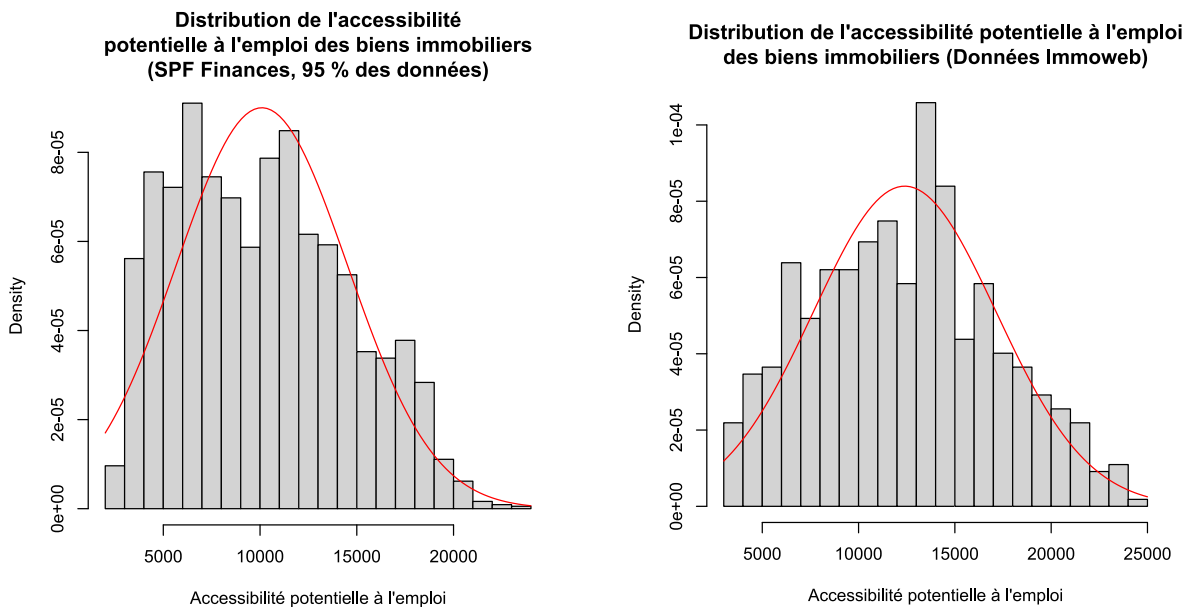 Distribution de l'accessibilité
potentielle à l'emploi des biens immobiliers
(SPF Finances, 95 % des données)
Density
0e+00
2e-05
4e-05
6e-05
8e-05
5000
10000
15000
20000
Accessibilité potentielle à l'emploi
Distribution de l'accessibilité potentielle à l'emploi
des biens immobiliers (Données Immoweb)
Density
0e+00
2e-05
4e-05
6e-05
8e-05
1e-04
5000
10000
15000
20000
25000
Accessibilité potentielle à l'emploi